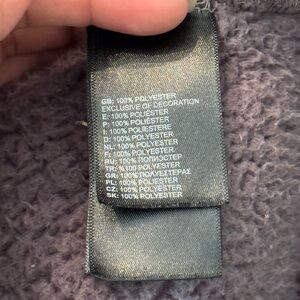 GB: 100% POLYESTER
EXCLUSIVE OF DECORATION
E: 100% POLIÉSTER
P: 100% POLIÉSTER
I: 100% POLIESTERE
D: 100% POLYESTER
NL: 100% POLYESTER
F: 100% POLYESTER
RU: 100% ПОЛИЭСТЕР
TR: %100 POLYESTER
GR: 100% ΠΟΛΥΕΣΤΕΡΑΣ
PL: 100% POLIESTER
CZ: 100% POLYESTER
SK: 100% POLYESTER